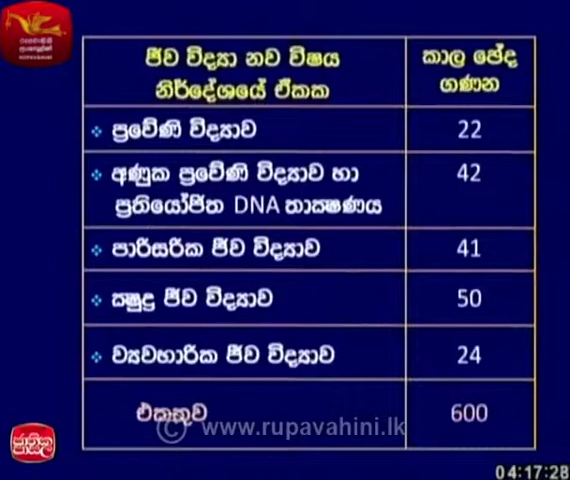 ජීව විද්‍යා නව විෂය
නිර්දේශයේ ඒකක
කාල ඡේද
ගණන
ප්‍රවේණි විද්‍යාව
22
අණුක ප්‍රවේණි විද්‍යාව හා
ප්‍රතියෝජිත DNA තාක්ෂණය
42
පාරිසරික ජීව විද්‍යාව
41
ක්ෂුද්‍ර ජීව විද්‍යාව
50
ව්‍යවහාරික ජීව විද්‍යාව
24
එකතුව
600
© www.rupavahini.lk
ජාතික
පාසල
04:17:28